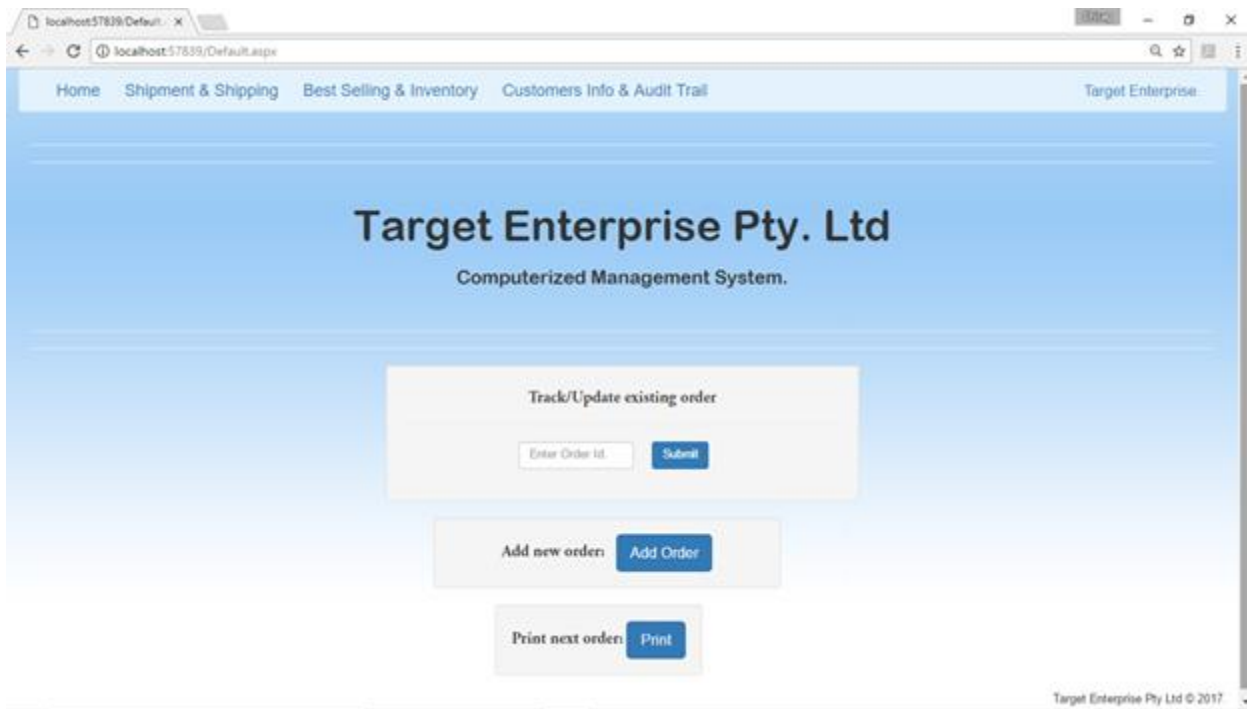 localhost:57839/Default.
localhost:57839/Default.aspx
Home Shipment & Shipping Best Selling & Inventory Customers Info & Audit Trail Target Enterprise
Target Enterprise Pty. Ltd
Computerized Management System.
Track/Update existing order
Enter Order Id. Submit
Add new order: Add Order
Print next order: Print
Target Enterprise Pty Ltd © 2017